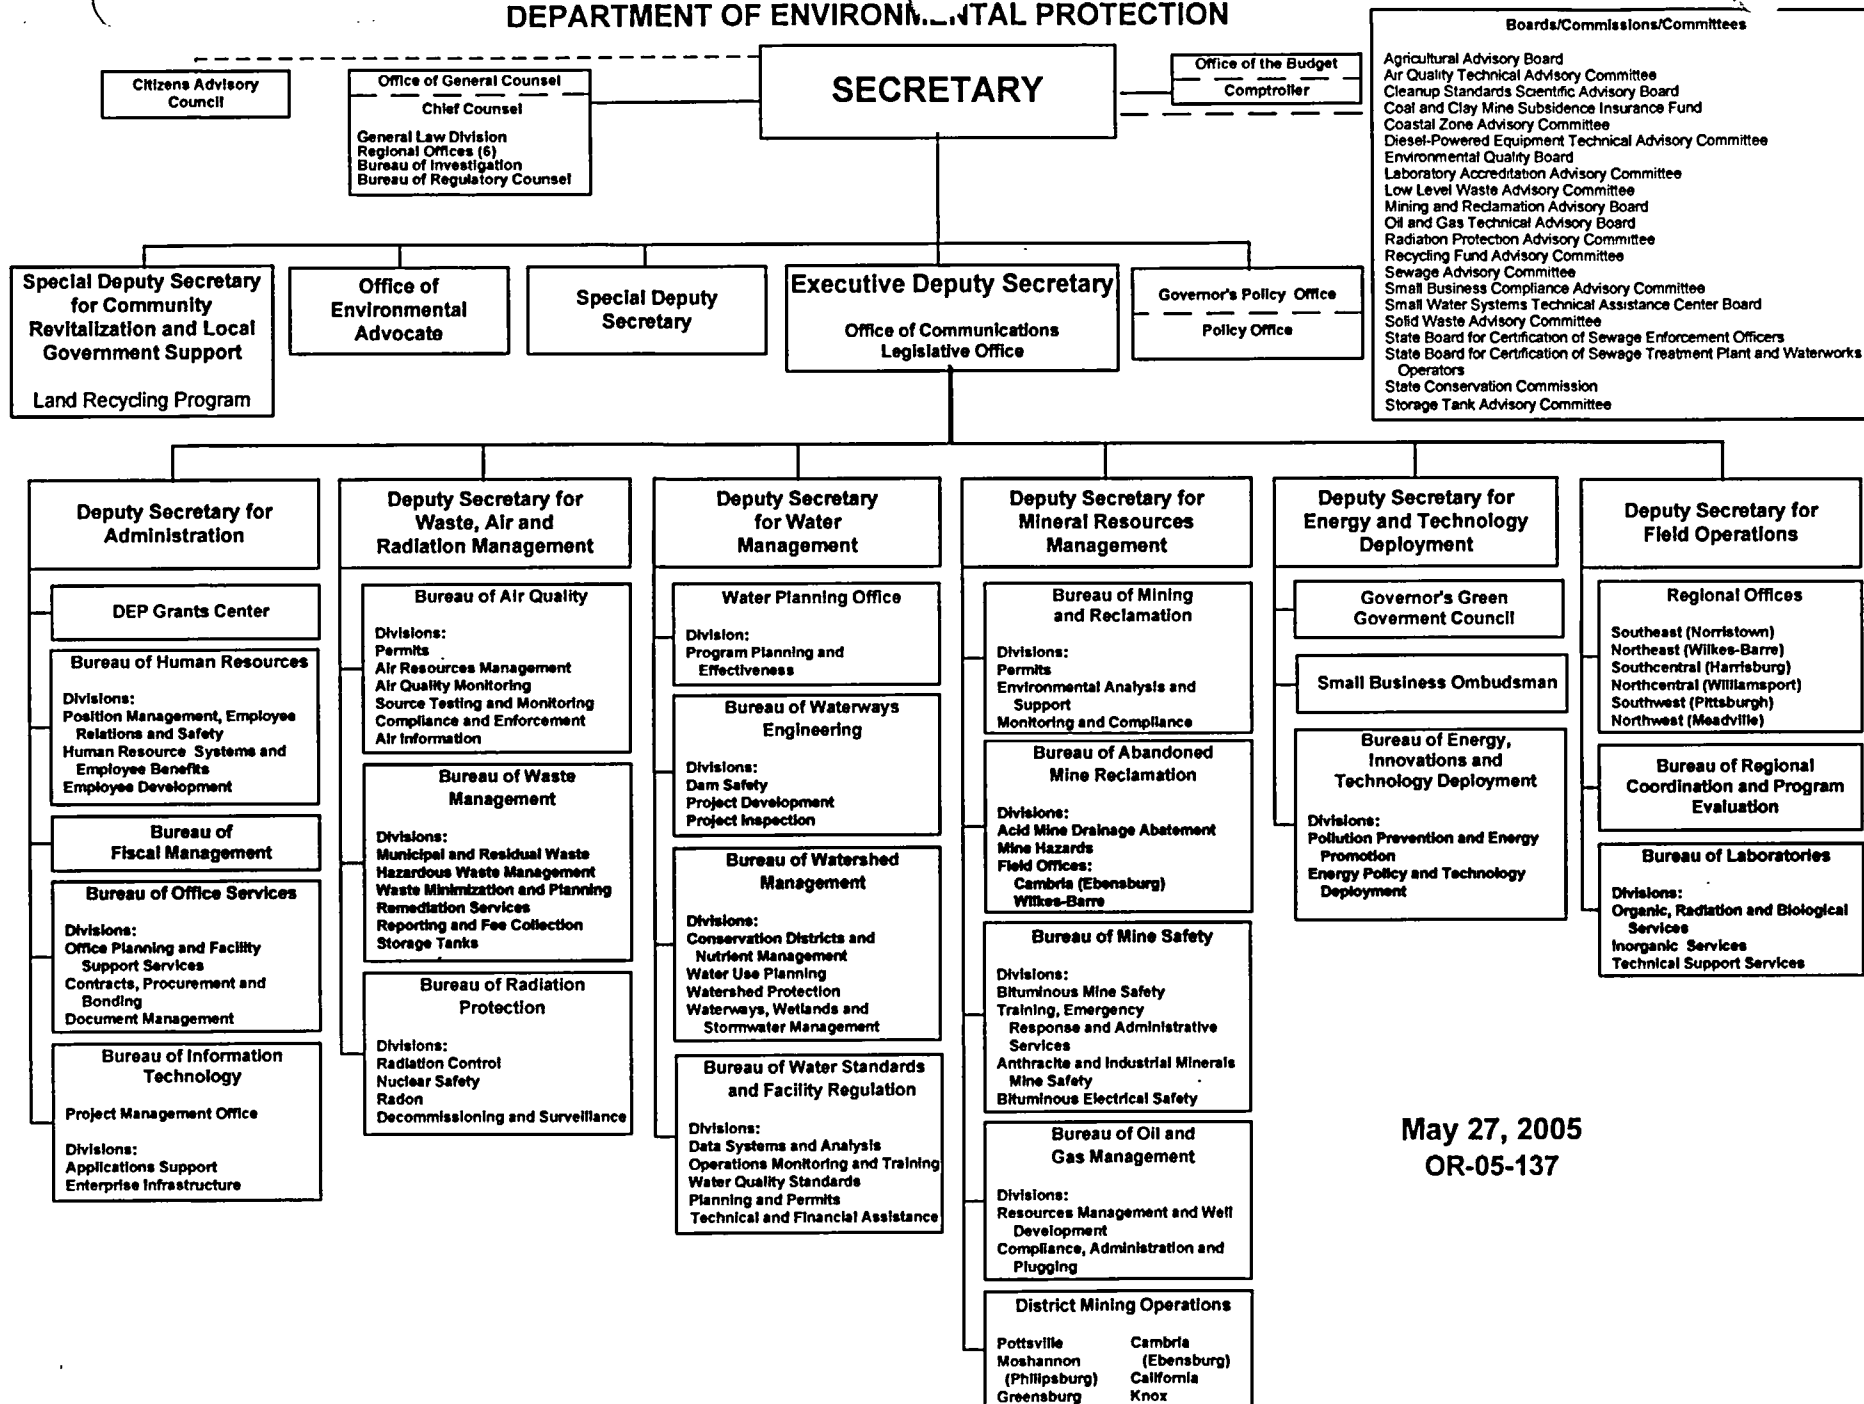 DEPARTMENT OF ENVIRONMENTAL PROTECTION
Citizens Advisory
Council
Office of General Counsel
Chief Counsel
General Law Division
Regional Offices (6)
Bureau of Investigation
Bureau of Regulatory Counsel
SECRETARY
Office of the Budget
Comptroller
Boards/Commissions/Committees
Agricultural Advisory Board
Air Quality Technical Advisory Committee
Cleanup Standards Scientific Advisory Board
Coal and Clay Mine Subsidence Insurance Fund
Coastal Zone Advisory Committee
Diesel-Powered Equipment Technical Advisory Committee
Environmental Quality Board
Laboratory Accreditation Advisory Committee
Low Level Waste Advisory Committee
Mining and Reclamation Advisory Board
Oil and Gas Technical Advisory Board
Radiation Protection Advisory Committee
Recycling Fund Advisory Committee
Sewage Advisory Committee
Small Business Compliance Advisory Committee
Small Water Systems Technical Assistance Center Board
Solid Waste Advisory Committee
State Board for Certification of Sewage Enforcement Officers
State Board for Certification of Sewage Treatment Plant and Waterworks
Operators
State Conservation Commission
Storage Tank Advisory Committee
Special Deputy Secretary
for Community
Revitalization and Local
Government Support
Land Recycling Program
Office of
Environmental
Advocate
Special Deputy
Secretary
Executive Deputy Secretary
Office of Communications
Legislative Office
Governor's Policy Office
Policy Office
Deputy Secretary for
Administration
DEP Grants Center
Bureau of Human Resources
Divisions:
Position Management, Employee
Relations and Safety
Human Resource Systems and
Employee Benefits
Employee Development
Bureau of
Fiscal Management
Bureau of Office Services
Divisions:
Office Planning and Facility
Support Services
Contracts, Procurement and
Bonding
Document Management
Bureau of Information
Technology
Project Management Office
Divisions:
Applications Support
Enterprise Infrastructure
Deputy Secretary for
Waste, Air and
Radiation Management
Bureau of Air Quality
Divisions:
Permits
Air Resources Management
Air Quality Monitoring
Source Testing and Monitoring
Compliance and Enforcement
Air Information
Bureau of Waste
Management
Divisions:
Municipal and Residual Waste
Hazardous Waste Management
Waste Minimization and Planning
Remediation Services
Reporting and Fee Collection
Storage Tanks
Bureau of Radiation
Protection
Divisions:
Radiation Control
Nuclear Safety
Radon
Decommissioning and Surveillance
Deputy Secretary
for Water
Management
Water Planning Office
Division:
Program Planning and
Effectiveness
Bureau of Waterways
Engineering
Divisions:
Dam Safety
Project Development
Project Inspection
Bureau of Watershed
Management
Divisions:
Conservation Districts and
Nutrient Management
Water Use Planning
Watershed Protection
Waterways, Wetlands and
Stormwater Management
Bureau of Water Standards
and Facility Regulation
Divisions:
Data Systems and Analysis
Operations Monitoring and Training
Water Quality Standards
Planning and Permits
Technical and Financial Assistance
Deputy Secretary for
Mineral Resources
Management
Bureau of Mining
and Reclamation
Divisions:
Permits
Environmental Analysis and
Support
Monitoring and Compliance
Bureau of Abandoned
Mine Reclamation
Divisions:
Acid Mine Drainage Abatement
Mine Hazards
Field Offices:
Cambria (Ebensburg)
Wilkes-Barre
Bureau of Mine Safety
Divisions:
Bituminous Mine Safety
Training, Emergency
Response and Administrative
Services
Anthracite and Industrial Minerals
Mine Safety
Bituminous Electrical Safety
Bureau of Oil and
Gas Management
Divisions:
Resources Management and Well
Development
Compliance, Administration and
Plugging
District Mining Operations
Pottsville
Moshannon
(Philipsburg)
Greensburg
Cambria
(Ebensburg)
California
Knox
Deputy Secretary for
Energy and Technology
Deployment
Governor's Green
Goverment Council
Small Business Ombudsman
Bureau of Energy,
Innovations and
Technology Deployment
Divisions:
Pollution Prevention and Energy
Promotion
Energy Policy and Technology
Deployment
Deputy Secretary for
Field Operations
Regional Offices
Southeast (Norristown)
Northeast (Wilkes-Barre)
Southcentral (Harrisburg)
Northcentral (Williamsport)
Southwest (Pittsburgh)
Northwest (Meadville)
Bureau of Regional
Coordination and Program
Evaluation
Bureau of Laboratories
Divisions:
Organic, Radiation and Biological
Services
Inorganic Services
Technical Support Services
May 27, 2005
OR-05-137